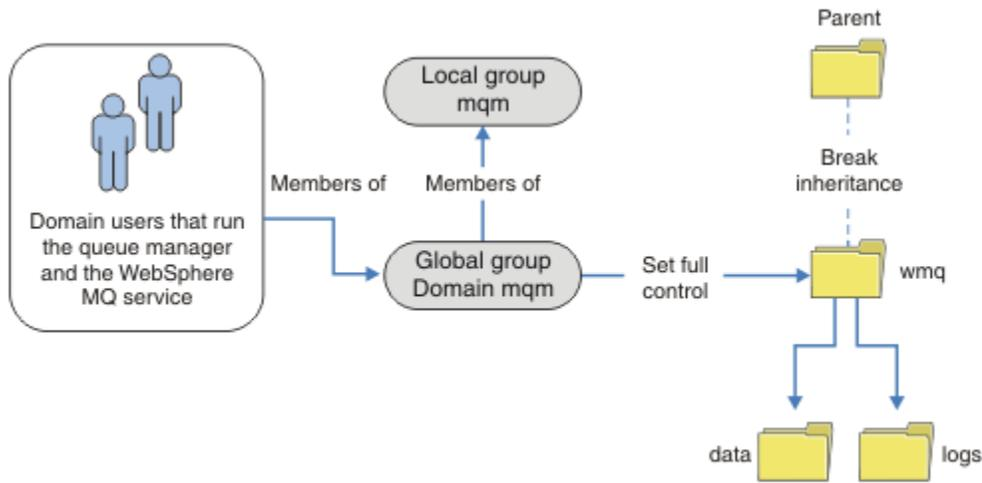 Parent
Local group
mqm
Break
inheritance
Members of
Members of
Domain users that run
the queue manager
and the WebSphere
MQ service
Global group
Domain mqm
Set full
control
wmq
data
logs